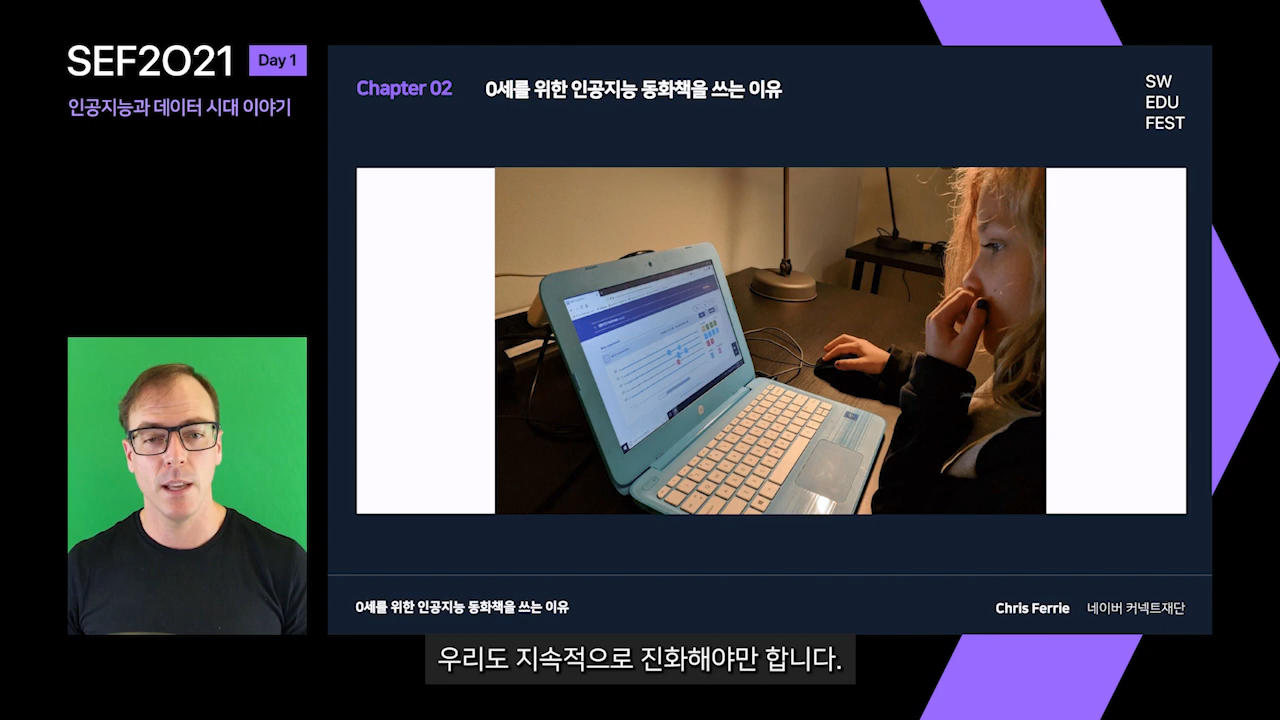 SEF2021
Day 1
인공지능과 데이터 시대 이야기
Chapter 02
0세를 위한 인공지능 동화책을 쓰는 이유
SW
EDU
FEST
0세를 위한 인공지능 동화책을 쓰는 이유
Chris Ferrie
네이버 커넥트재단
우리도 지속적으로 진화해야만 합니다.